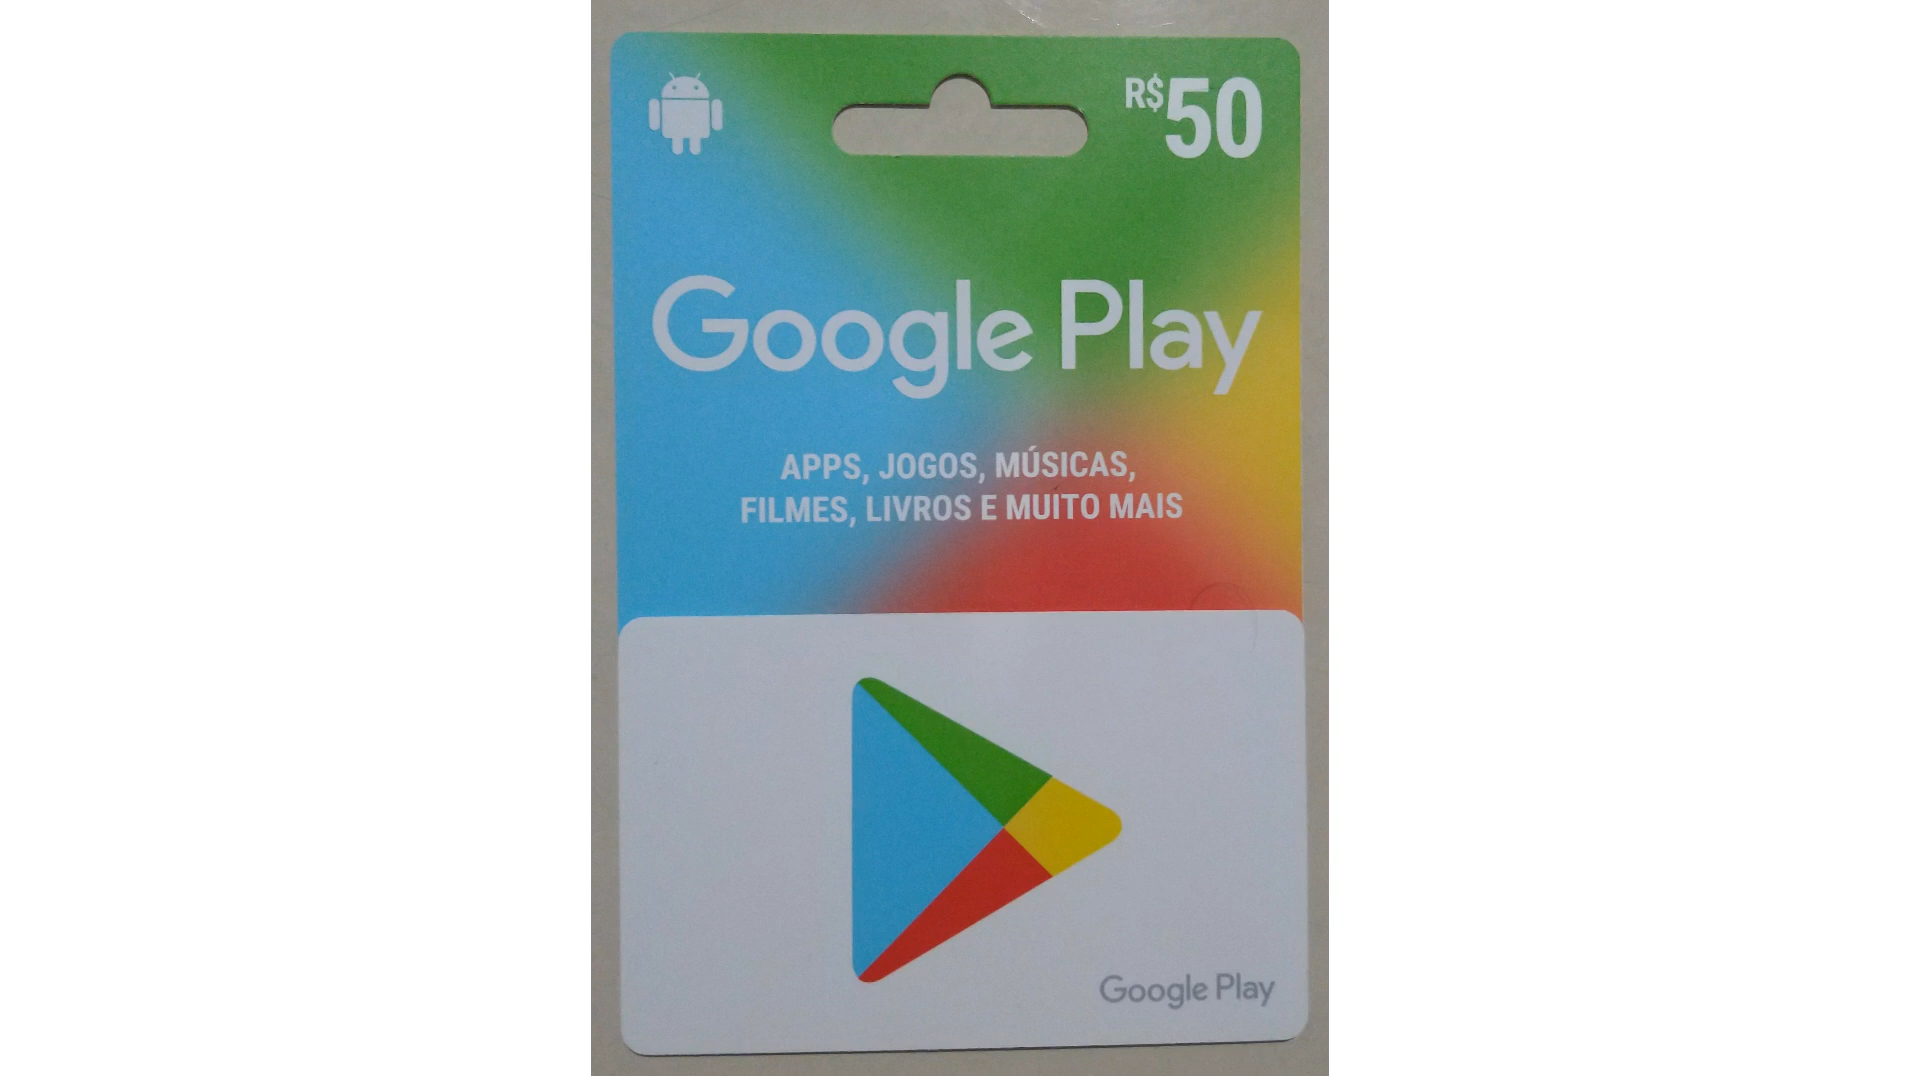 R$50
Google Play
APPS, JOGOS, MÚSICAS,
FILMES, LIVROS E MUITO MAIS
Google Play